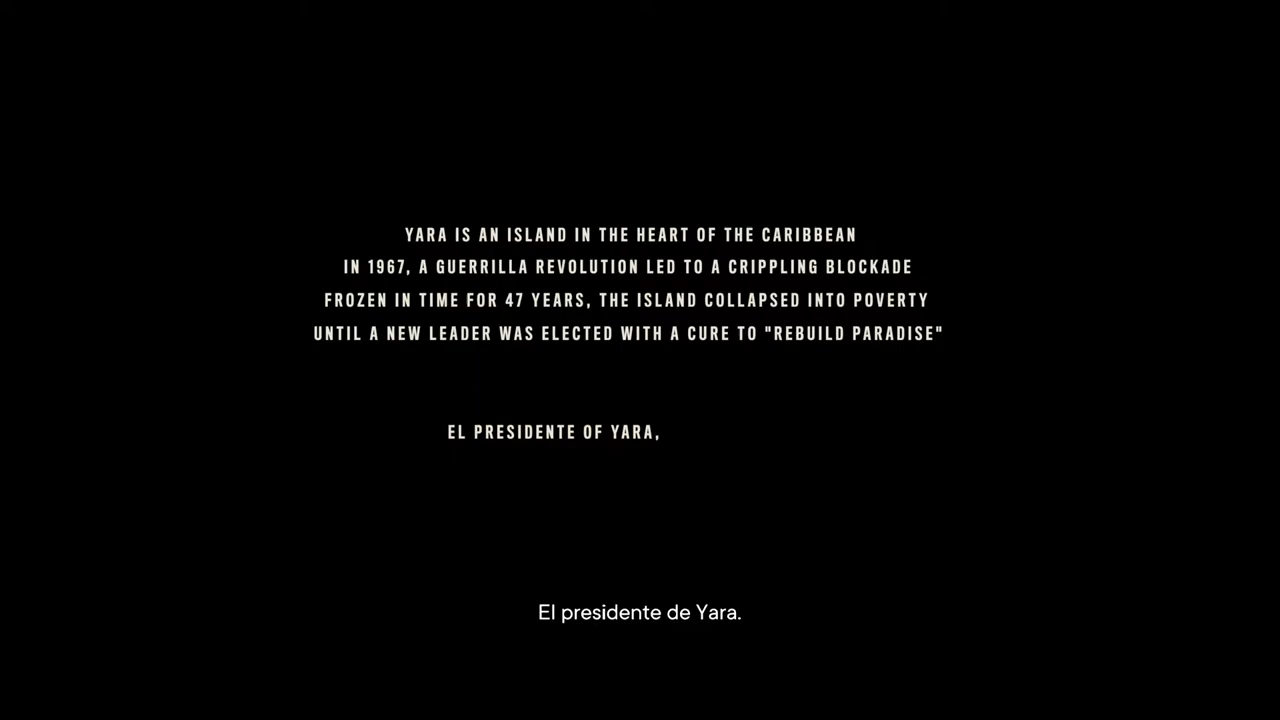 YARA IS AN ISLAND IN THE HEART OF THE CARIBBEAN
IN 1967, A GUERRILLA REVOLUTION LED TO A CRIPPLING BLOCKADE
FROZEN IN TIME FOR 47 YEARS, THE ISLAND COLLAPSED INTO POVERTY
UNTIL A NEW LEADER WAS ELECTED WITH A CURE TO "REBUILD PARADISE"
EL PRESIDENTE OF YARA,
El presidente de Yara.